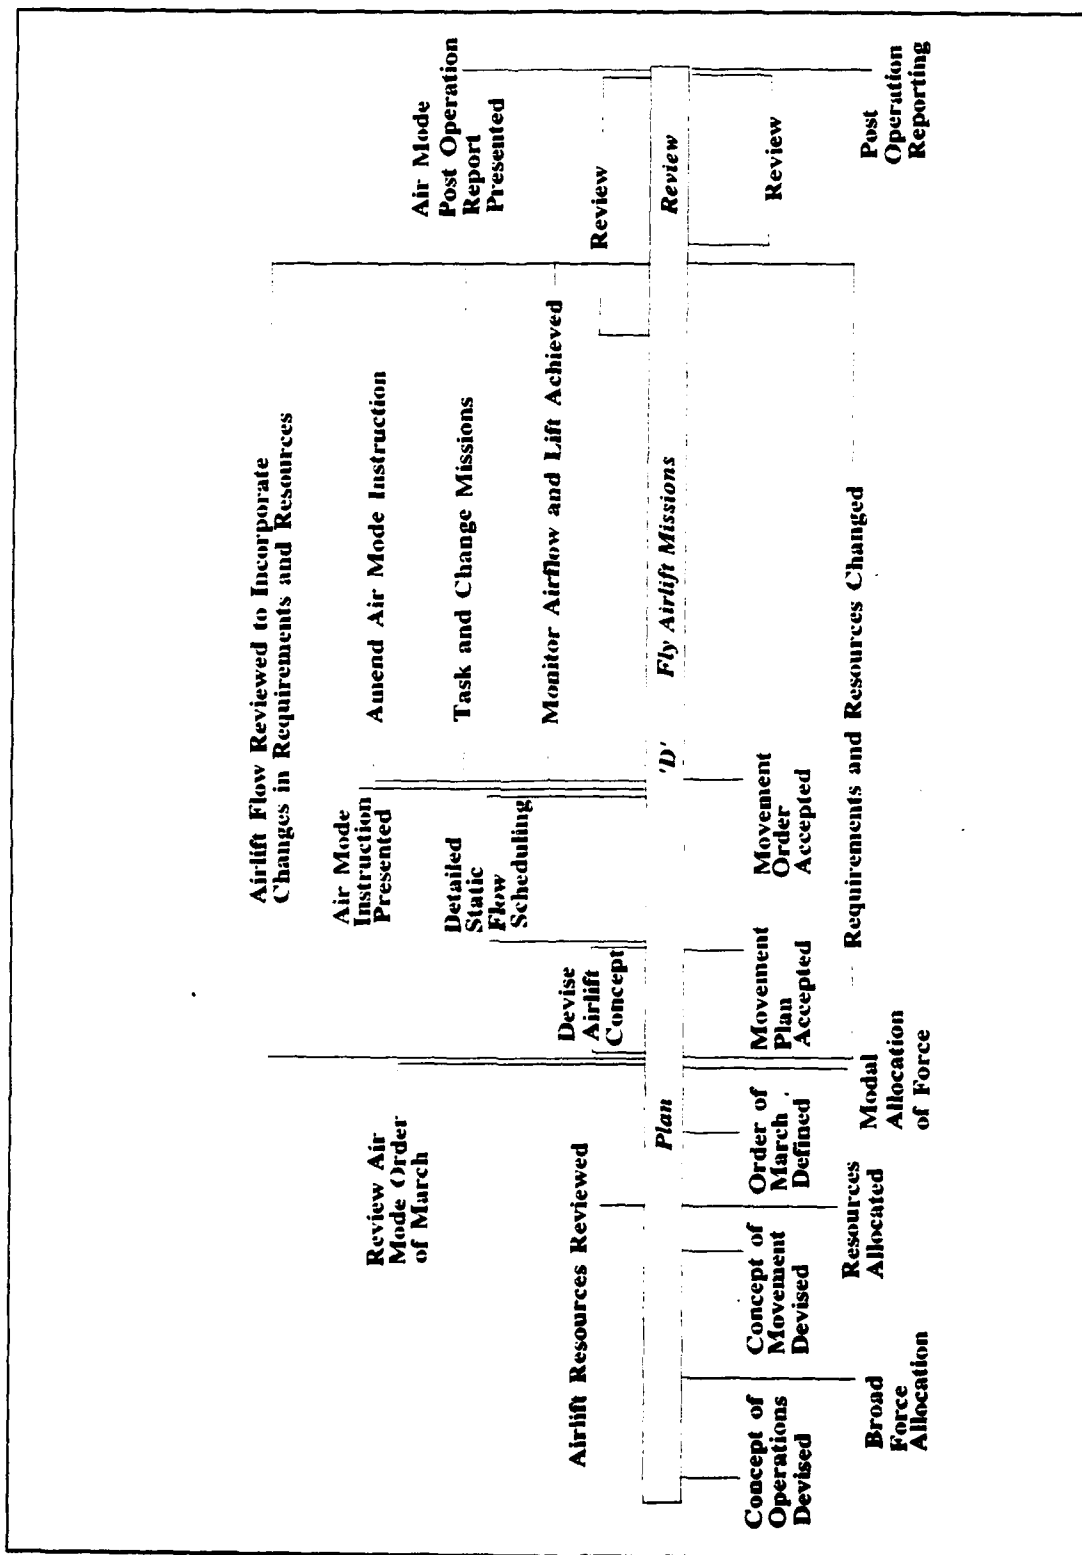 Airlift Flow Reviewed to Incorporate
Changes in Requirements and Resources
Air Mode
Instruction
Presented
Amend Air Mode Instruction
Review Air
Mode Order
of March
Air Mode
Post Operation
Report
Presented
Detailed
Static
Flow
Scheduling
Task and Change Missions
Devise
Airlift
Concept
Monitor Airflow and Lift Achieved
Airlift Resources Reviewed
Review
Plan
'D'
Fly Airlift Missions
Review
Concept of
Operations
Devised
Concept of
Movement
Devised
Order of
March
Defined
Movement
Plan
Accepted
Movement
Order
Accepted
Review
Broad
Force
Allocation
Resources
Allocated
Modal
Allocation
of Force
Requirements and Resources Changed
Post
Operation
Reporting